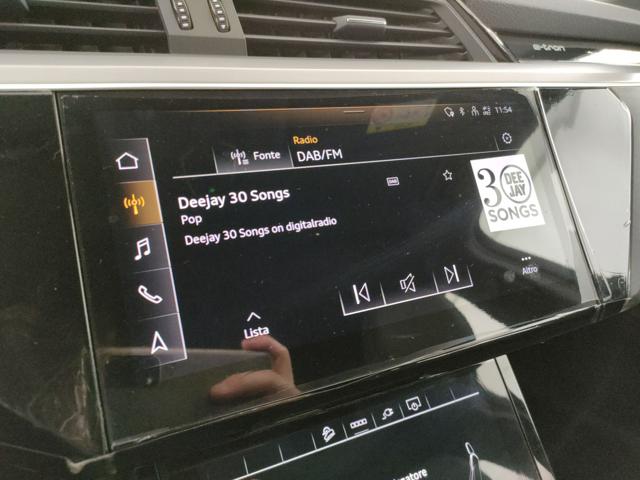 e-tron
11:54
Radio
Fonte
DAB/FM
Deejay 30 Songs
Pop
Deejay 30 Songs on digitalradio
DAB
30
DEE
JAY
SONGS
Altro
Lista